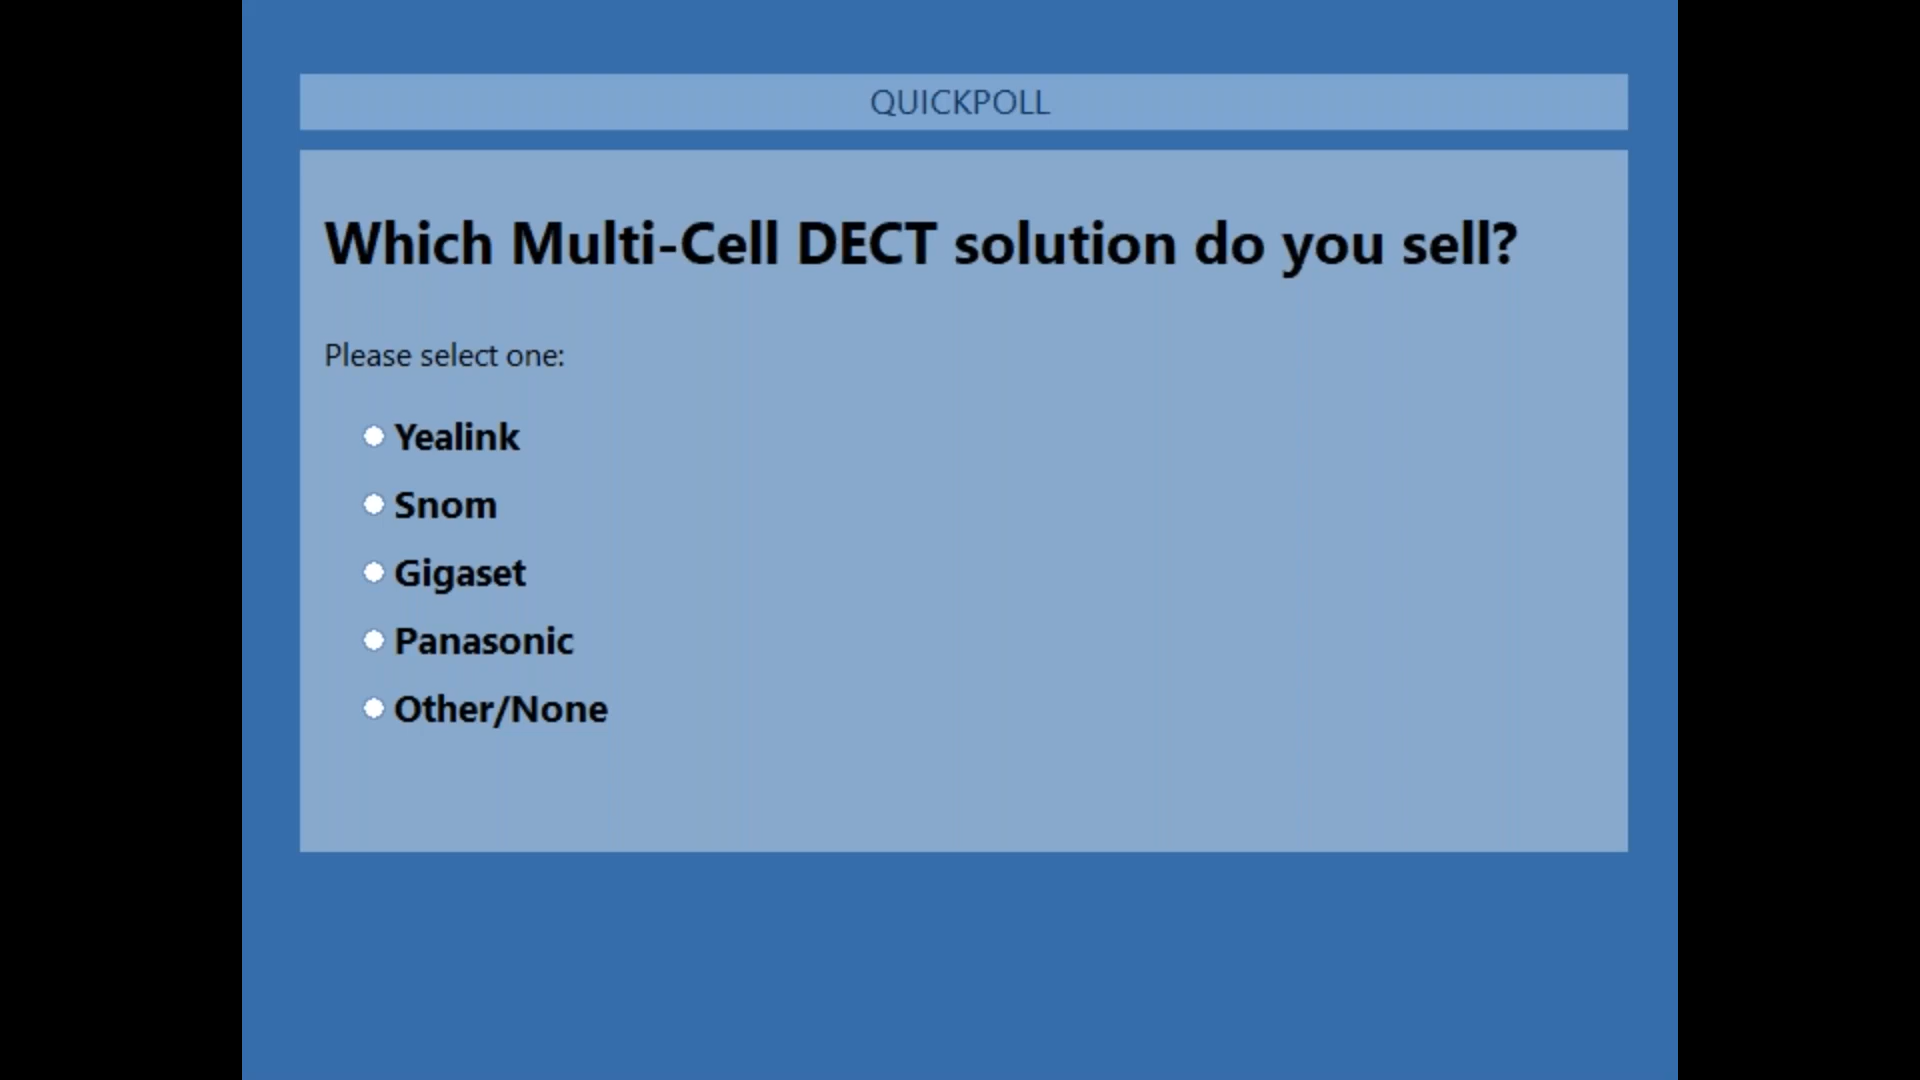 QUICKPOLL
Which Multi-Cell DECT solution do you sell?
Please select one:
Yealink
Snom
Gigaset
Panasonic
Other/None